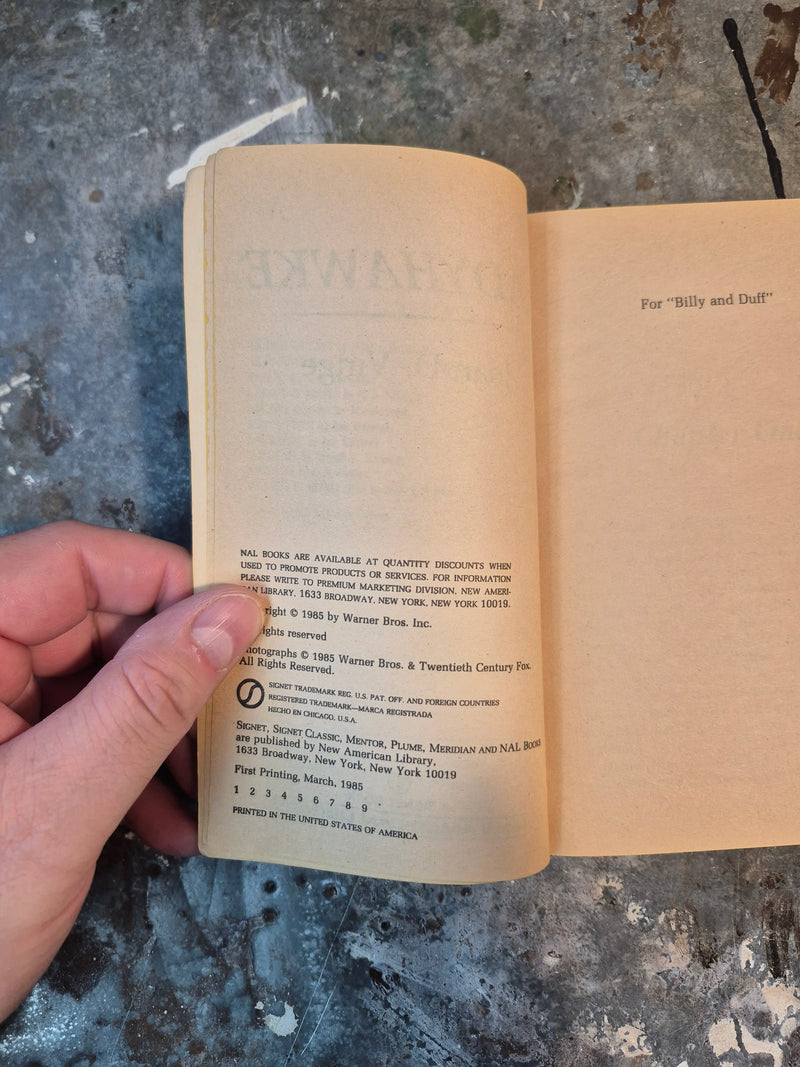 NAL BOOKS ARE AVAILABLE AT QUANTITY DISCOUNTS WHEN
USED TO PROMOTE PRODUCTS OR SERVICES. FOR INFORMATION
PLEASE WRITE TO PREMIUM MARKETING DIVISION, NEW AMERI-
CAN LIBRARY, 1633 BROADWAY, NEW YORK, NEW YORK 10019.
right © 1985 by Warner Bros. Inc.
ights reserved
Photographs © 1985 Warner Bros. & Twentieth Century Fox.
All Rights Reserved.
SIGNET TRADEMARK REG. U.S. PAT. OFF. AND FOREIGN COUNTRIES
REGISTERED TRADEMARK—MARCA REGISTRADA
HECHO EN CHICAGO, U.S.A.
SIGNET, SIGNET CLASSIC, MENTOR, PLUME, MERIDIAN AND NAL BOOKS
are published by New American Library,
1633 Broadway, New York, New York 10019
First Printing, March, 1985
1 2 3 4 5 6 7 8 9
PRINTED IN THE UNITED STATES OF AMERICA
For "Billy and Duff"